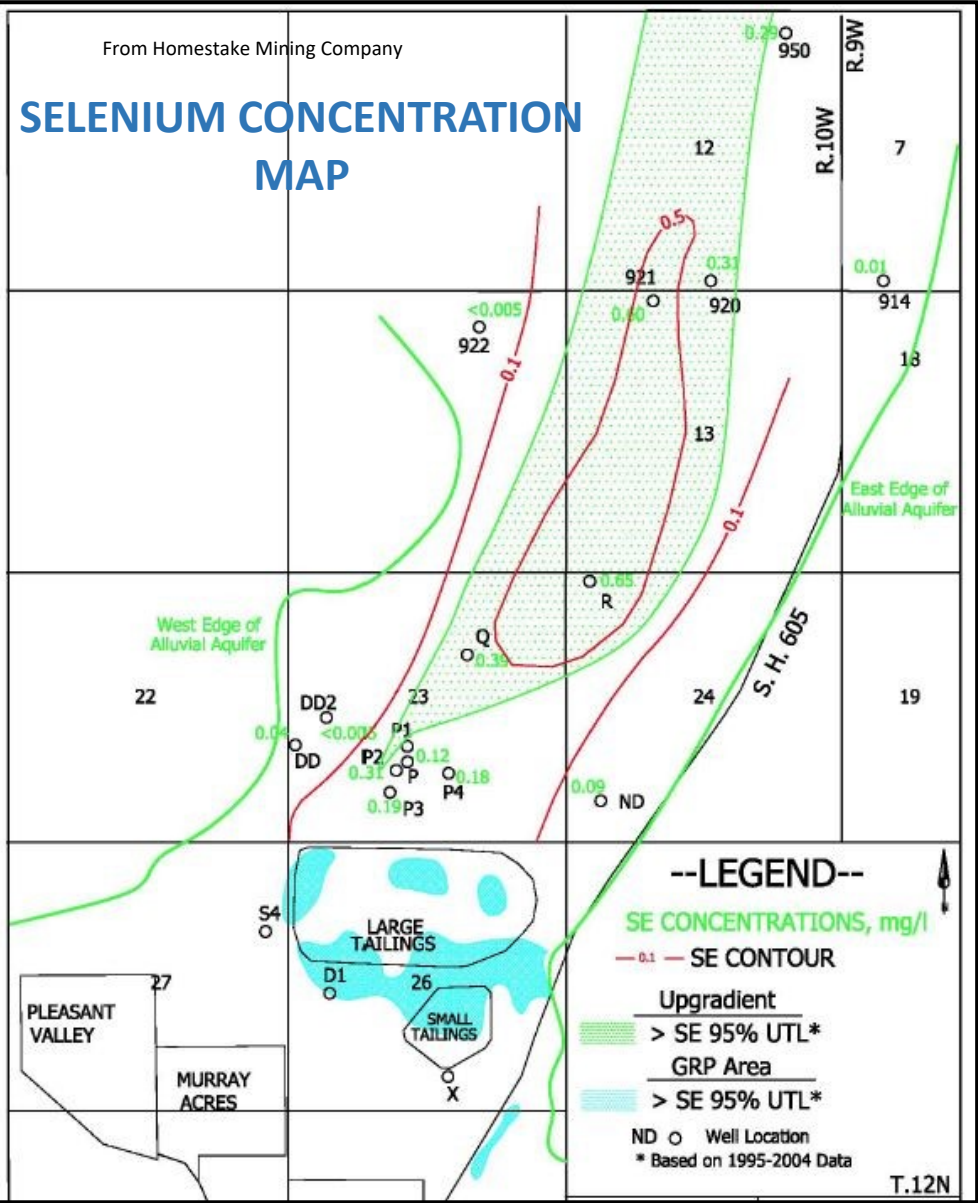 From Homestake Mining Company
SELENIUM CONCENTRATION
MAP
0.29
950
R.9W
R.10W
12
7
0.5
921
0.31
0.60
920
0.01
914
<0.005
922
0.1
18
13
East Edge of
Alluvial Aquifer
0.1
0.65
R
West Edge of
Alluvial Aquifer
Q
0.39
S. H. 605
22
23
24
19
DD2
0.04
<0.005
DD
P1
P2
0.12
0.31
P
0.18
P4
0.19
P3
0.09
ND
S4
LARGE
TAILINGS
D1
26
27
SMALL
TAILINGS
X
PLEASANT
VALLEY
MURRAY
ACRES
--LEGEND--
SE CONCENTRATIONS, mg/l
0.1 SE CONTOUR
Upgradient
> SE 95% UTL*
GRP Area
> SE 95% UTL*
ND Well Location
* Based on 1995-2004 Data
T.12N